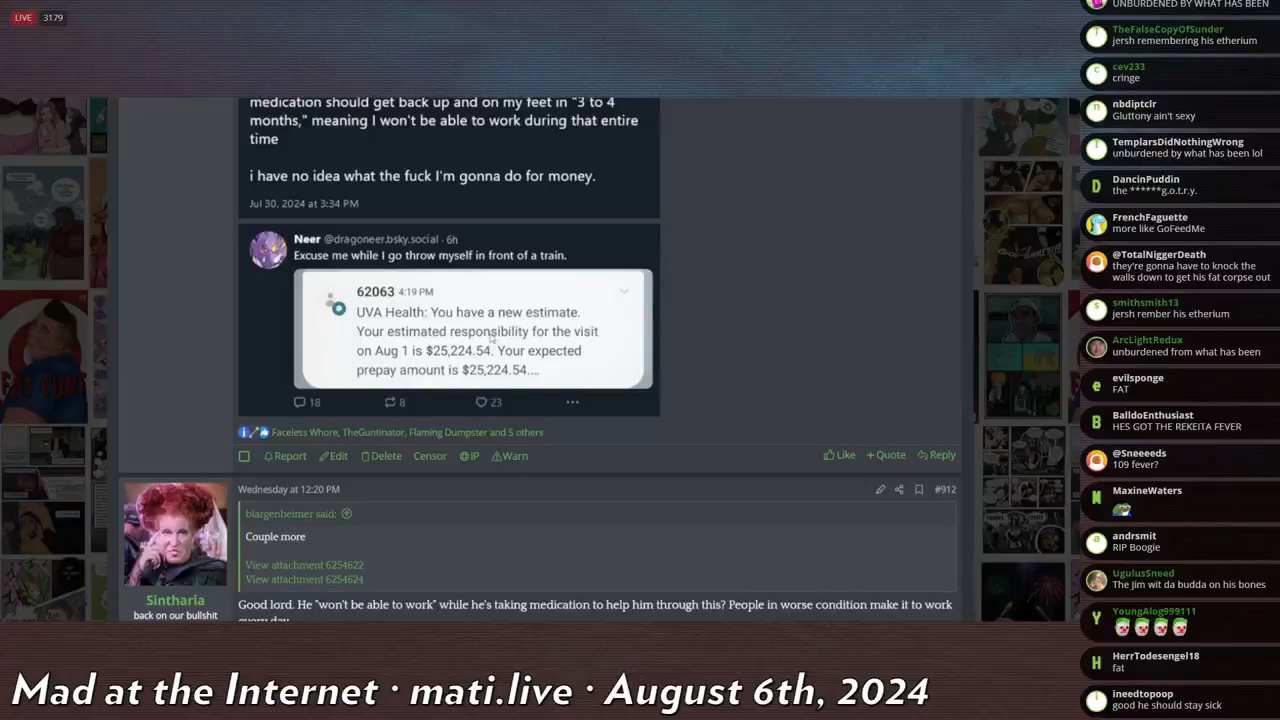 LIVE 3179
medication should get back up and on my feet in "3 to 4
months," meaning I won't be able to work during that entire
time
i have no idea what the fuck I'm gonna do for money.
Jul 30, 2024 at 3:34 PM
Neer @dragoneer.bsky.social · 6h
Excuse me while I go throw myself in front of a train.
62063 4:19 PM
UVA Health: You have a new estimate.
Your estimated responsibility for the visit
on Aug 1 is $25,224.54. Your expected
prepay amount is $25,224.54....
18 8 23
Faceless Whore, TheGuntinator, Flaming Dumpster and 5 others
Report Edit Delete Censor IP Warn Like + Quote Reply
Wednesday at 12:20 PM #912
blargenheimer said:
Couple more
View attachment 6254622
View attachment 6254624
Sintharia
back on our bullshit
Good lord. He "won't be able to work" while he's taking medication to help him through this? People in worse condition make it to work
every day
UNBURDENED BY WHAT HAS BEEN
TheFalseCopyOfSunder
jersh remembering his etherium
cev233
cringe
nbdiptclr
Gluttony ain't sexy
TemplarsDidNothingWrong
unburdened by what has been lol
DancinPuddin
the ******g.o.t.r.y.
FrenchFaguette
more like GoFeedMe
@TotalNiggerDeath
they're gonna have to knock the
walls down to get his fat corpse out
smithsmith13
jersh rember his etherium
ArcLightRedux
unburdened from what has been
evilsponge
FAT
BalldoEnthusiast
HES GOT THE REKEITA FEVER
@Sneeeeds
109 fever?
MaxineWaters
andrsmit
RIP Boogie
UgulusSneed
The jim wit da budda on his bones
YoungAlog999111
HerrTodesengel18
fat
ineedtopoop
good he should stay sick
Mad at the Internet · mati.live · August 6th, 2024